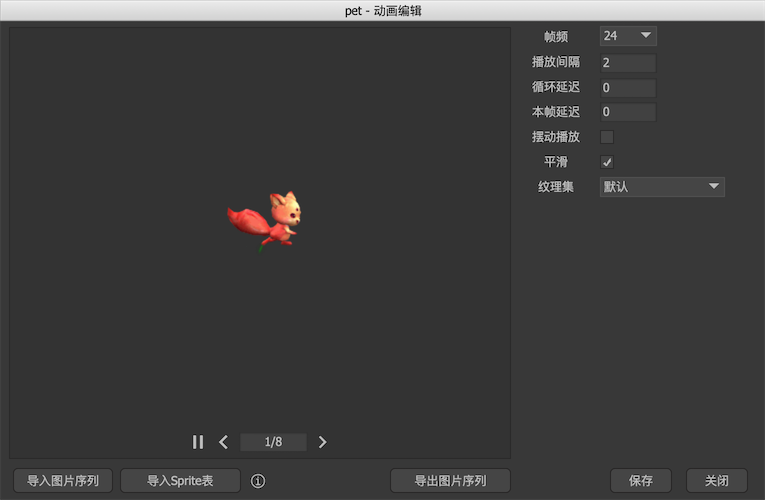 pet - 动画编辑
帧频 24
播放间隔 2
循环延迟 0
本帧延迟 0
摆动播放
平滑
纹理集 默认
1/8
导入图片序列 导入Sprite表 导出图片序列 保存 关闭